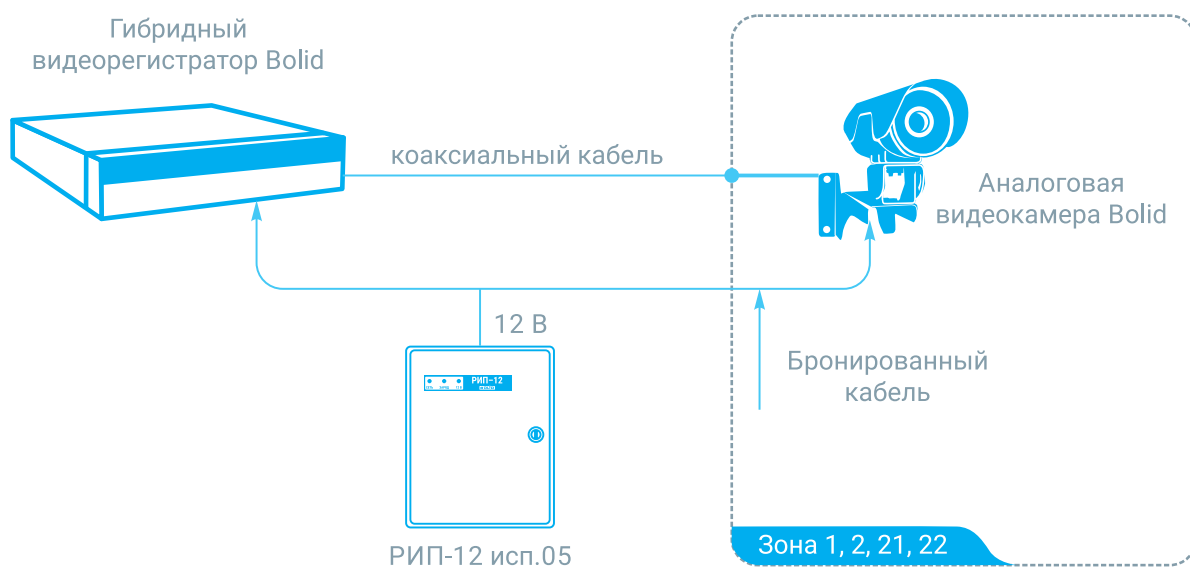 Гибридный
видеорегистратор Bolid
коаксиальный кабель
Аналоговая
видеокамера Bolid
12 В
РИП-12
Бронированный
кабель
РИП-12 исп.05
Зона 1, 2, 21, 22